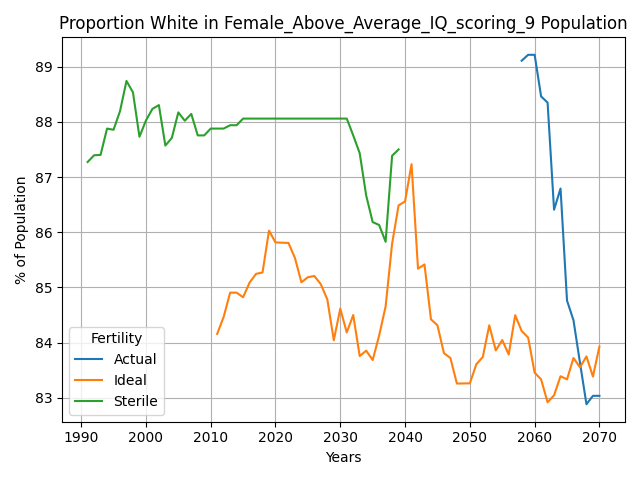 Proportion White in Female_Above_Average_IQ_scoring_9 Population
% of Population
89
88
87
86
85
84
83
Fertility
Actual
Ideal
Sterile
1990 2000 2010 2020 2030 2040 2050 2060 2070
Years